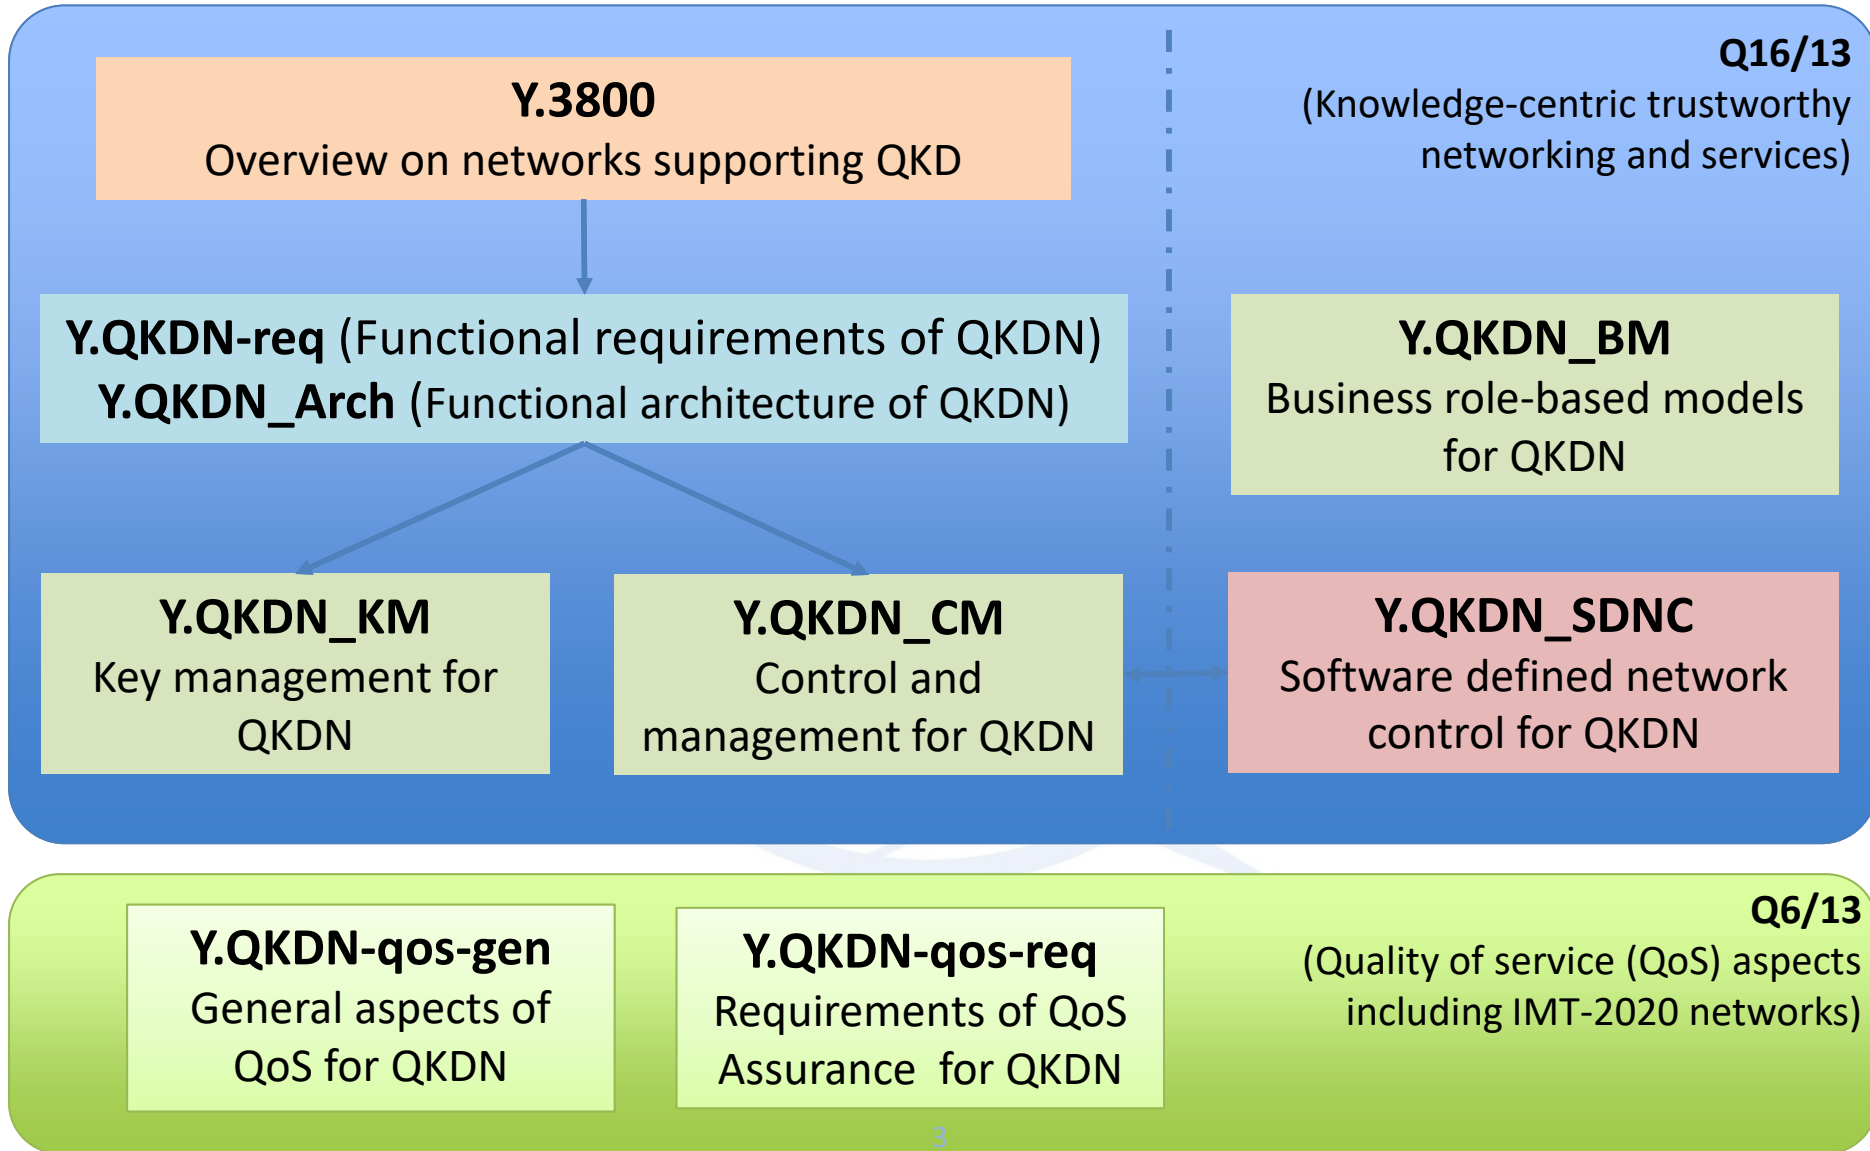 Y.3800
Overview on networks supporting QKD
Q16/13
(Knowledge-centric trustworthy
networking and services)
Y.QKDN-req (Functional requirements of QKDN)
Y.QKDN_Arch (Functional architecture of QKDN)
Y.QKDN_BM
Business role-based models
for QKDN
Y.QKDN_KM
Key management for
QKDN
Y.QKDN_CM
Control and
management for QKDN
Y.QKDN_SDNC
Software defined network
control for QKDN
Y.QKDN-qos-gen
General aspects of
QoS for QKDN
Y.QKDN-qos-req
Requirements of QoS
Assurance  for QKDN
Q6/13
(Quality of service (QoS) aspects
including IMT-2020 networks)
3